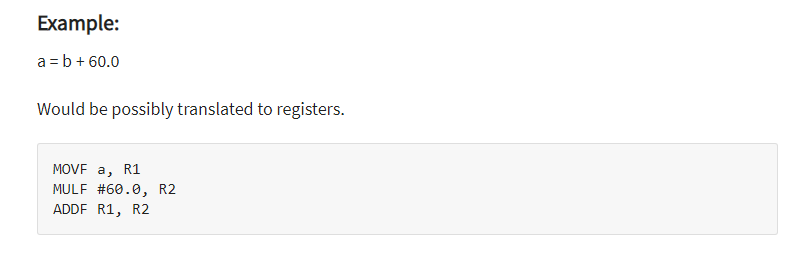 Example:
a = b + 60.0
Would be possibly translated to registers.
MOVF a, R1
MULF #60.0, R2
ADDF R1, R2